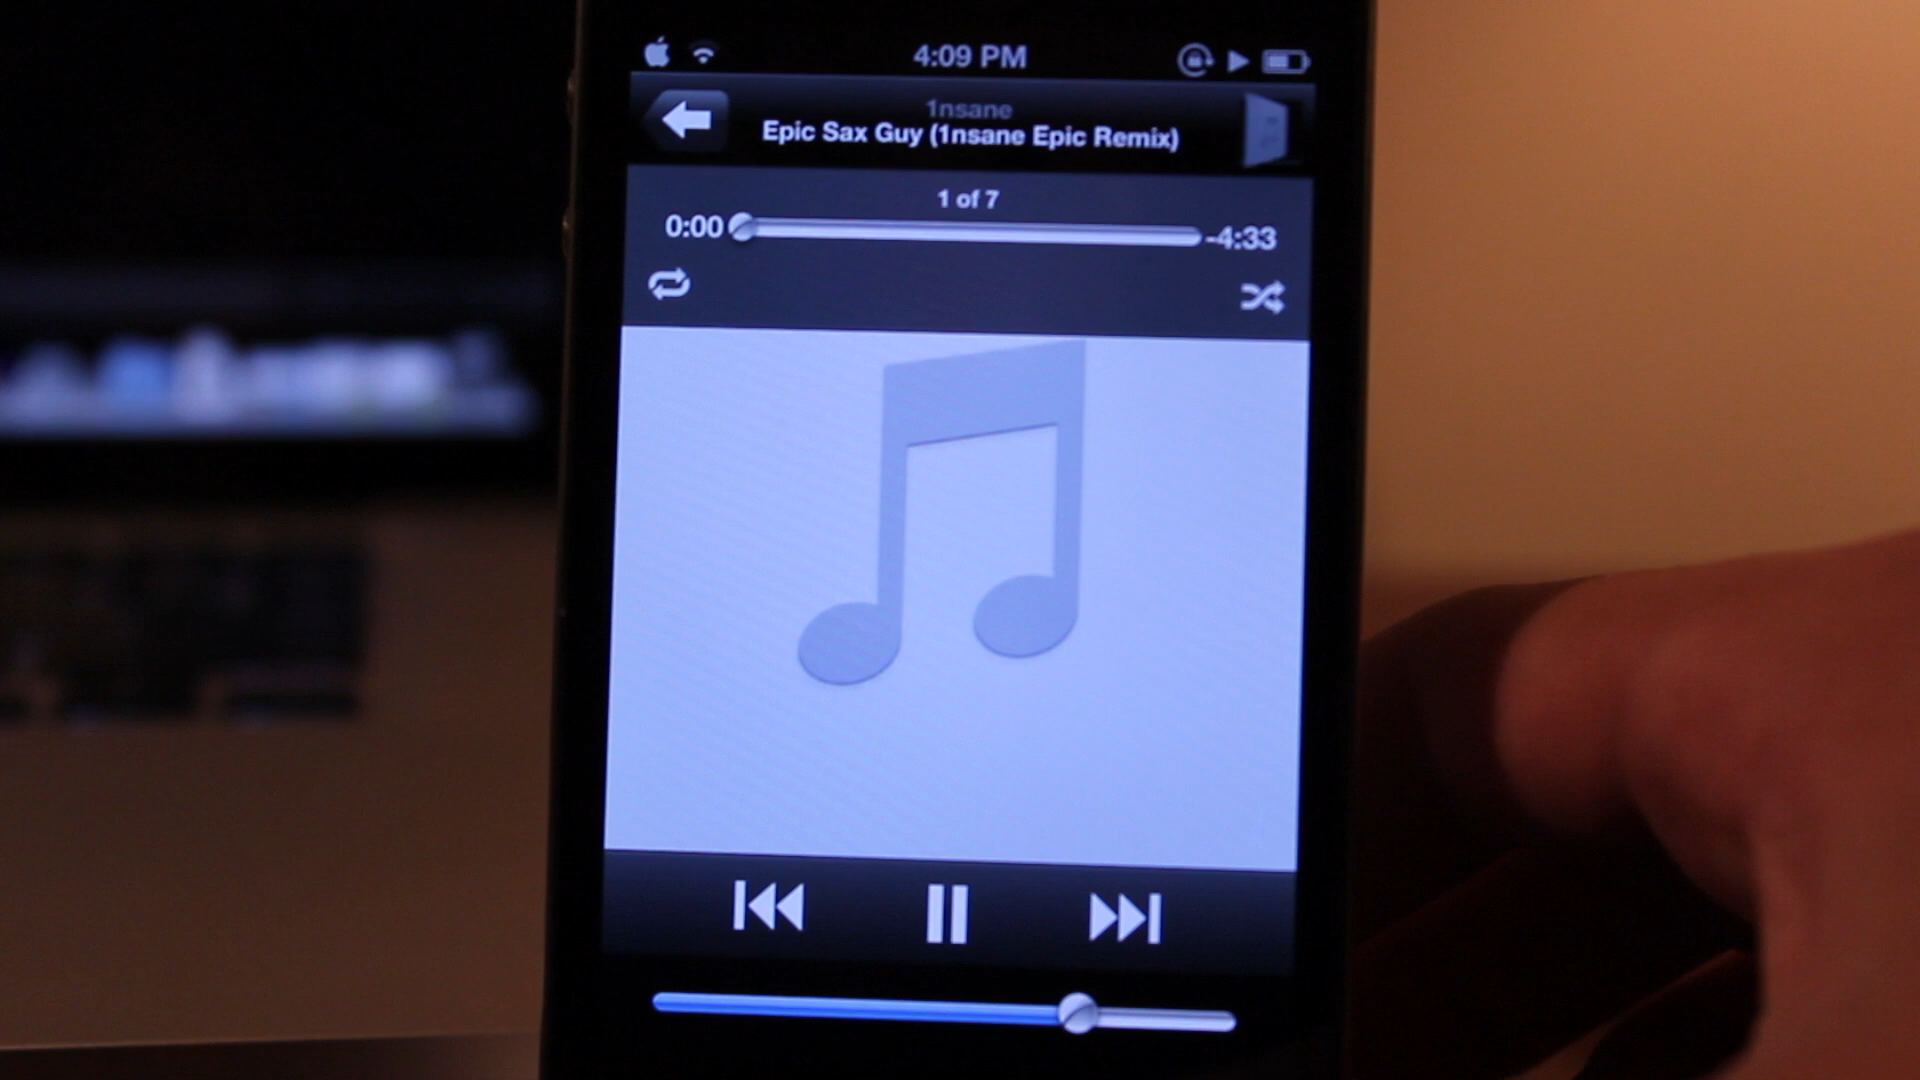 4:09 PM
1nsane
Epic Sax Guy (1nsane Epic Remix)
1 of 7
0:00 -4:33